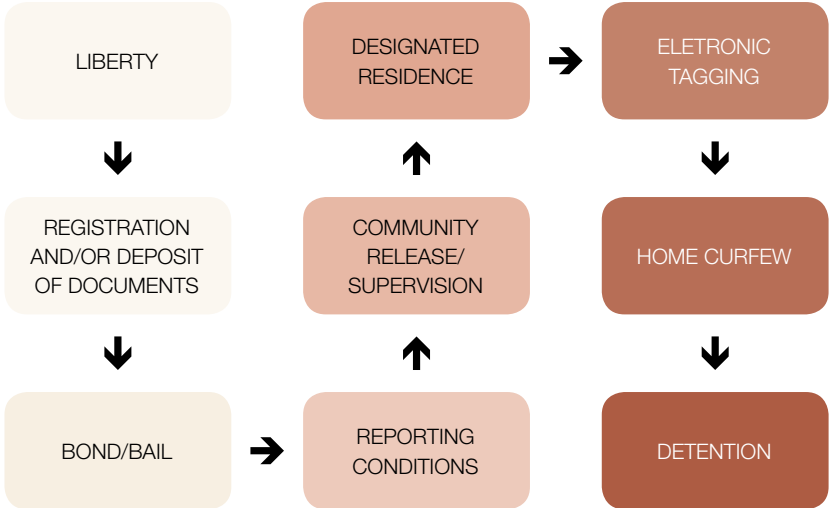 LIBERTY
REGISTRATION
AND/OR DEPOSIT
OF DOCUMENTS
BOND/BAIL
REPORTING
CONDITIONS
COMMUNITY
RELEASE/
SUPERVISION
DESIGNATED
RESIDENCE
ELETRONIC
TAGGING
HOME CURFEW
DETENTION